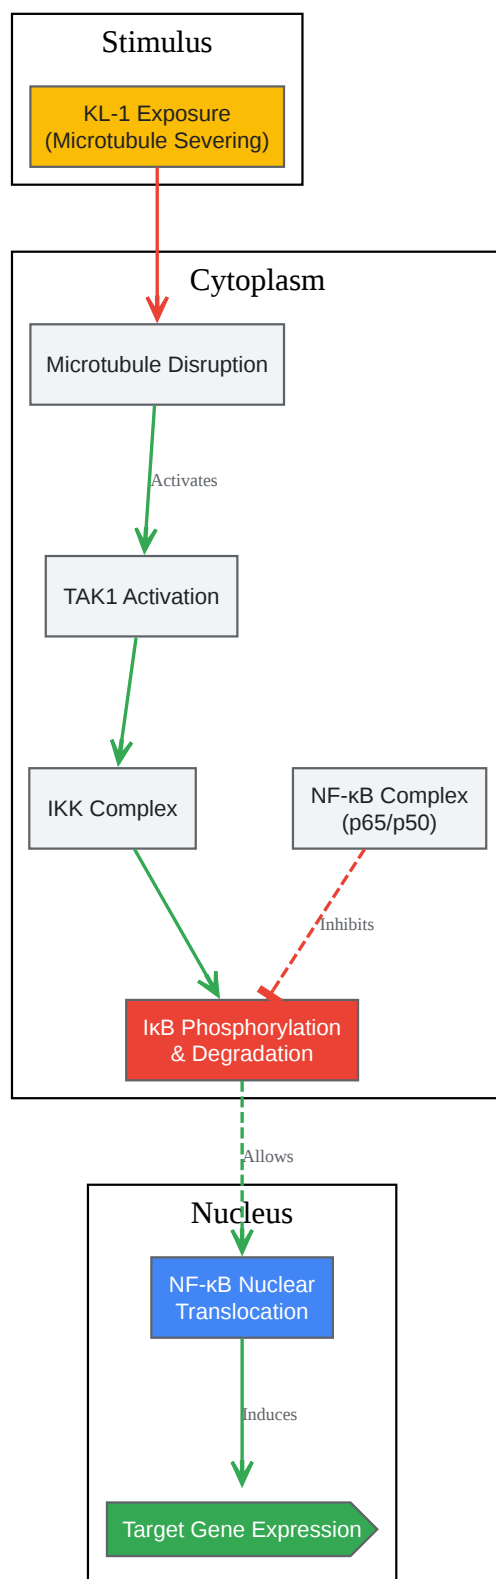 Stimulus
KL-1 Exposure
(Microtubule Severing)
Cytoplasm
Microtubule Disruption
Activates
TAK1 Activation
IKK Complex
NF-κB Complex
(p65/p50)
Inhibits
IκB Phosphorylation
& Degradation
Allows
Nucleus
NF-κB Nuclear
Translocation
Induces
Target Gene Expression